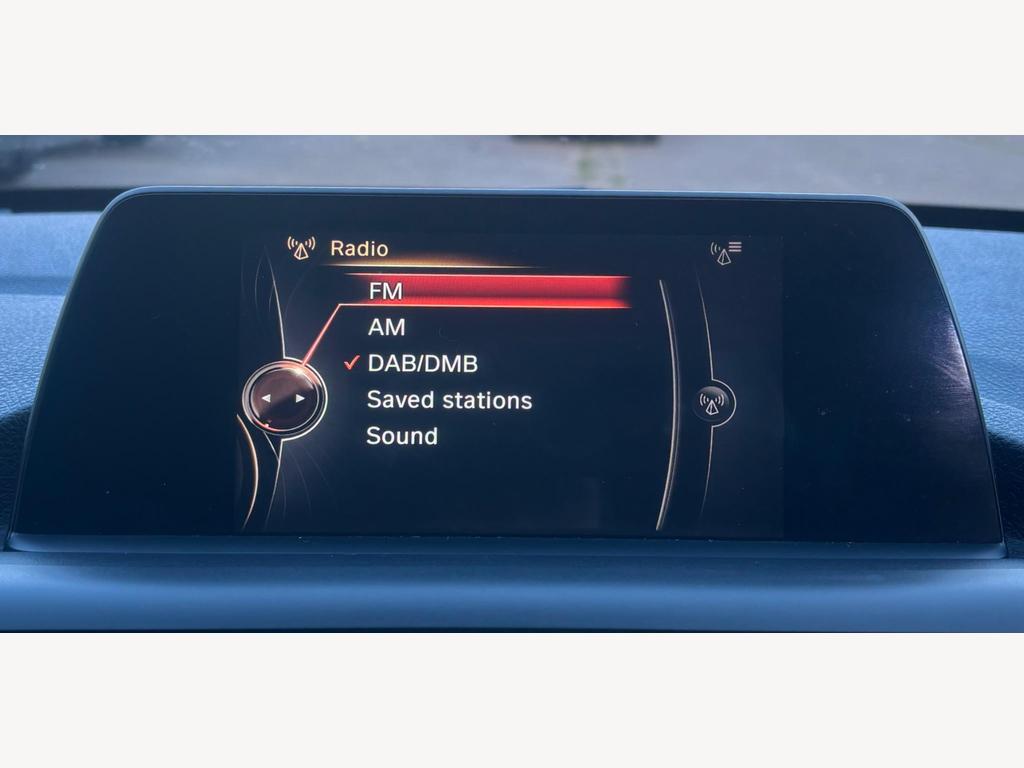 Radio
FM
AM
DAB/DMB
Saved stations
Sound